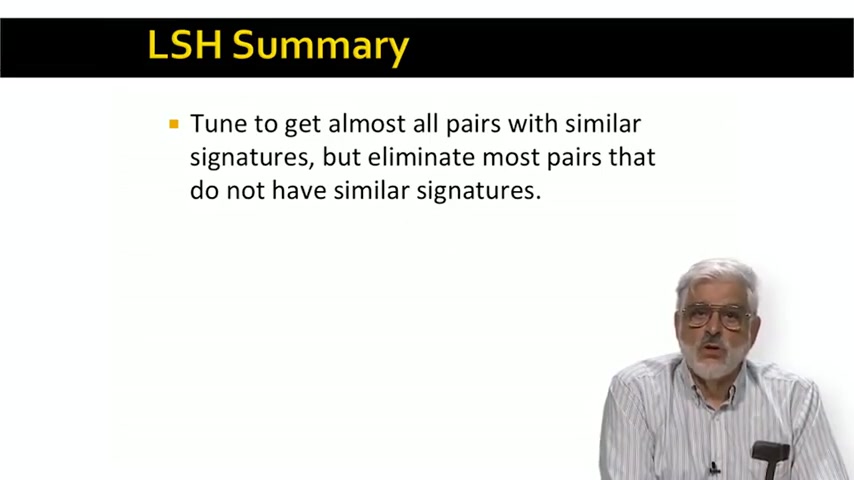 LSH Summary
Tune to get almost all pairs with similar
signatures, but eliminate most pairs that
do not have similar signatures.